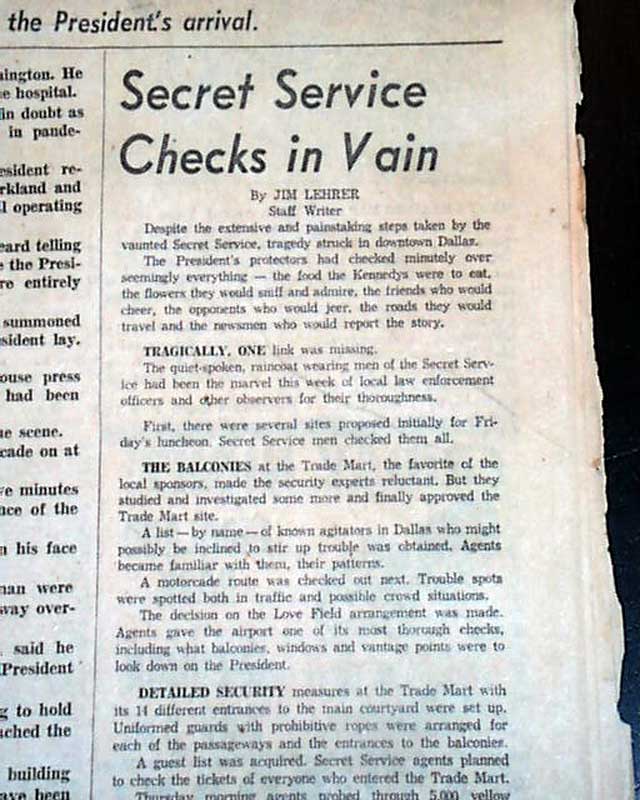 the President's arrival.
ington. He
e hospital.
in doubt as
in pande-
esident re-
rkland and
l operating
eard telling
e the Presi-
re entirely
summoned
sident lay.
ouse press
had been
ne scene.
cade on at
ve minutes
nce of the
n his face
man were
way over-
said he
President
g to hold
ched the
building
ave been
Secret Service
Checks in Vain
By JIM LEHRER
Staff Writer
Despite the extensive and painstaking steps taken by the
vaunted Secret Service, tragedy struck in downtown Dallas.
The President's protectors had checked minutely over
seemingly everything — the food the Kennedys were to eat,
the flowers they would sniff and admire, the friends who would
cheer, the opponents who would jeer, the roads they would
travel and the newsmen who would report the story.
TRAGICALLY, ONE link was missing.
The quiet-spoken, raincoat wearing men of the Secret Serv-
ice had been the marvel this week of local law enforcement
officers and other observers for their thoroughness.
First, there were several sites proposed initially for Fri-
day's luncheon. Secret Service men checked them all.
THE BALCONIES at the Trade Mart, the favorite of the
local sponsors, made the security experts reluctant. But they
studied and investigated some more and finally approved the
Trade Mart site.
A list — by name — of known agitators in Dallas who might
possibly be inclined to stir up trouble was obtained. Agents
became familiar with them, their patterns.
A motorcade route was checked out next. Trouble spots
were spotted both in traffic and possible crowd situations.
The decision on the Love Field arrangement was made.
Agents gave the airport one of its most thorough checks,
including what balconies, windows and vantage points were to
look down on the President.
DETAILED SECURITY measures at the Trade Mart with
its 14 different entrances to the main courtyard were set up.
Uniformed guards with prohibitive ropes were arranged for
each of the passageways and the entrances to the balconies.
A guest list was acquired. Secret Service agents planned
to check the tickets of everyone who entered the Trade Mart.
Thursday morning agents probed through 5,000 yellow